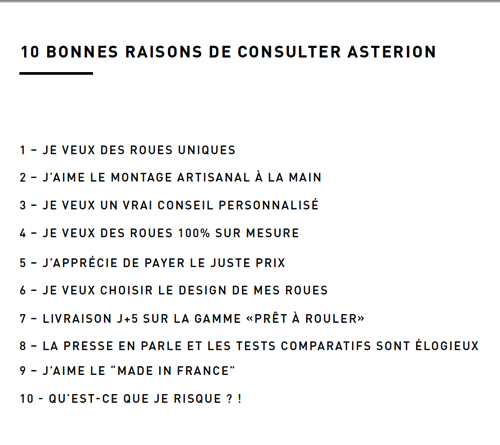 10 BONNES RAISONS DE CONSULTER ASTERION
1 – JE VEUX DES ROUES UNIQUES
2 – J'AIME LE MONTAGE ARTISANAL À LA MAIN
3 – JE VEUX UN VRAI CONSEIL PERSONNALISÉ
4 – JE VEUX DES ROUES 100% SUR MESURE
5 – J'APPRÉCIE DE PAYER LE JUSTE PRIX
6 – JE VEUX CHOISIR LE DESIGN DE MES ROUES
7 – LIVRAISON J+5 SUR LA GAMME «PRÊT À ROULER»
8 – LA PRESSE EN PARLE ET LES TESTS COMPARATIFS SONT ÉLOGIEUX
9 – J'AIME LE "MADE IN FRANCE"
10 - QU'EST-CE QUE JE RISQUE ? !